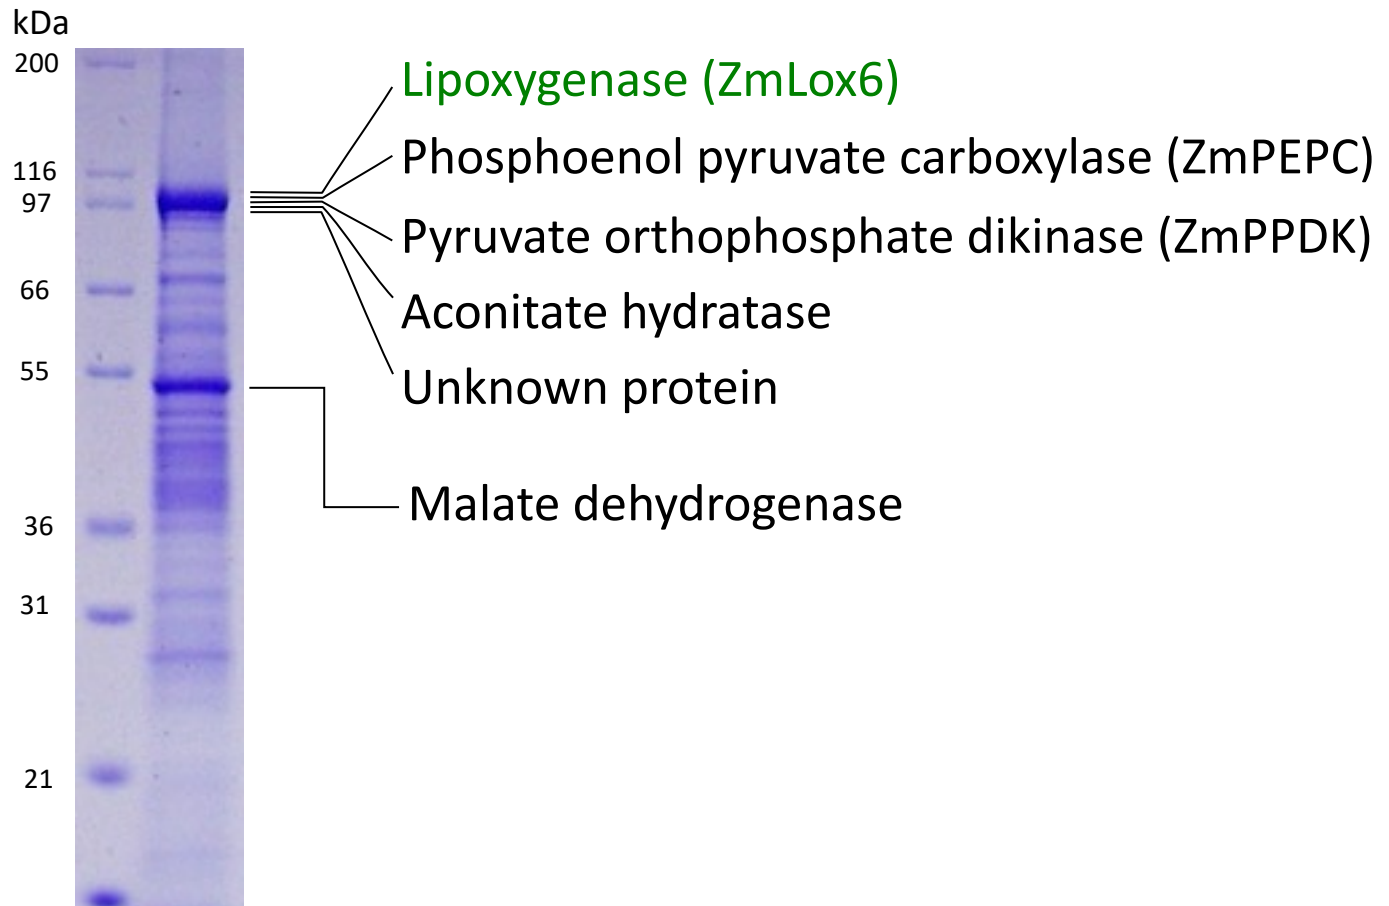 kDa
200
116
97
66
55
36
31
21
Lipoxygenase (ZmLox6)
Phosphoenol pyruvate carboxylase (ZmPEPC)
Pyruvate orthophosphate dikinase (ZmPPDK)
Aconitate hydratase
Unknown protein
Malate dehydrogenase